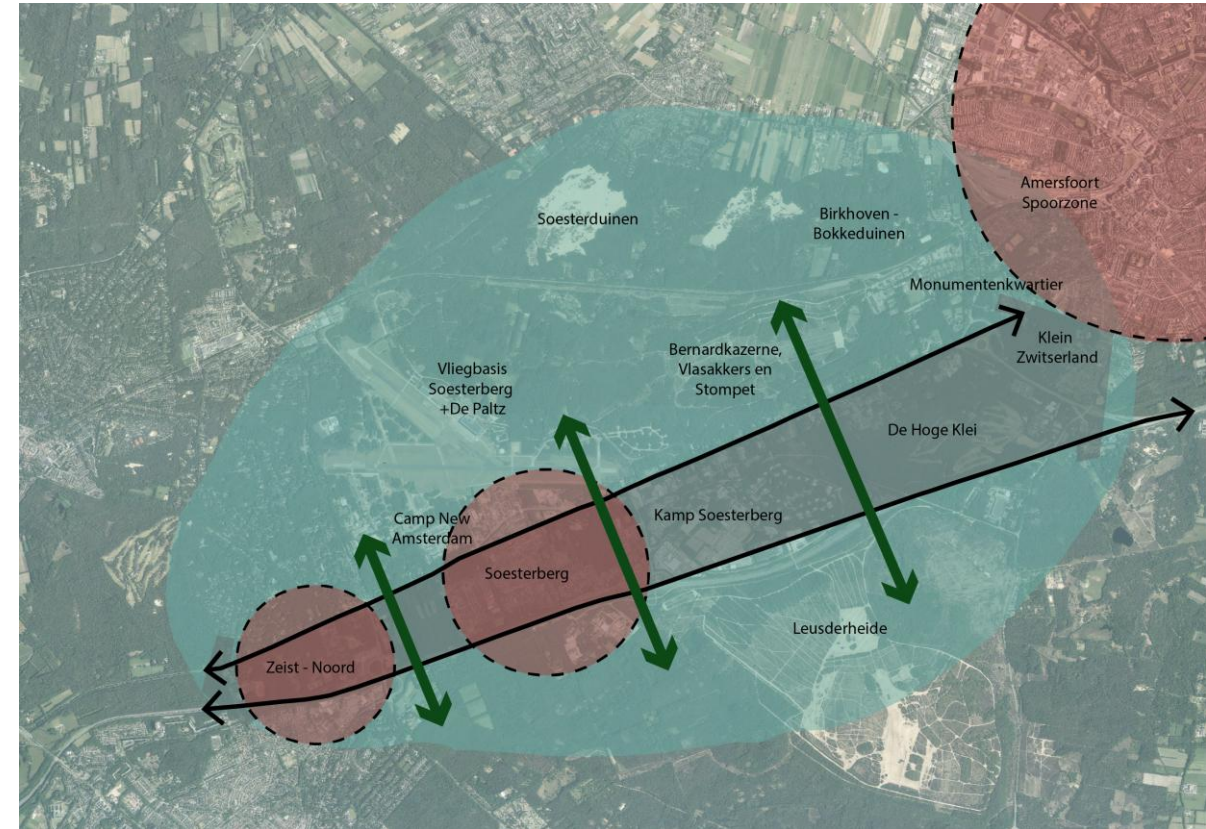 Amersfoort
Spoorzone
Soesterduinen
Birkhoven -
Bokkeduinen
Monumentenkwartier
Klein
Zwitserland
Bernardkazerne,
Vlasakkers en
Stompet
Vliegbasis
Soesterberg
+De Paltz
De Hoge Klei
Camp New
Amsterdam
Kamp Soesterberg
Soesterberg
Leusderheide
Zeist - Noord